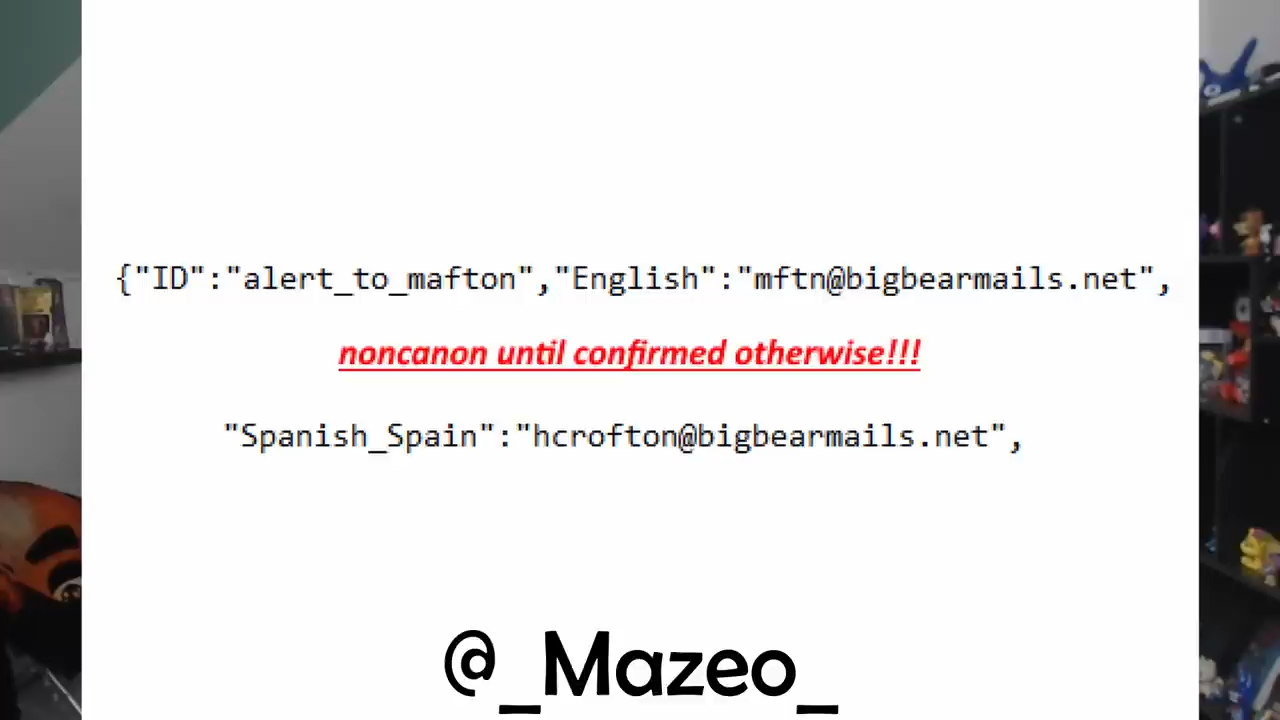 {"ID":"alert_to_mafton","English":"mftn@bigbearmails.net",
noncanon until confirmed otherwise!!!
"Spanish_Spain":"hcrofton@bigbearmails.net",
@_Mazeo_